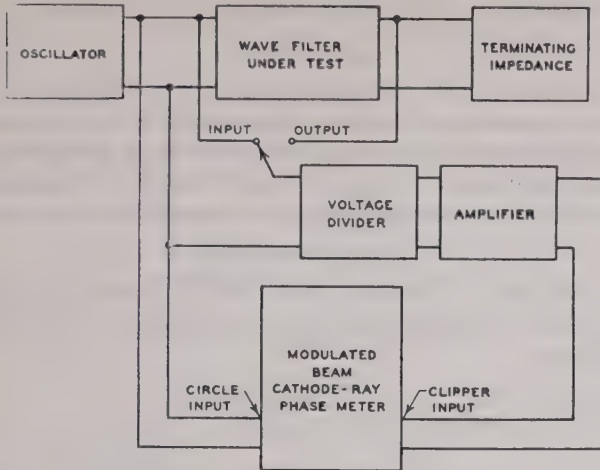 OSCILLATOR
WAVE FILTER
UNDER TEST
TERMINATING
IMPEDANCE
INPUT
OUTPUT
VOLTAGE
DIVIDER
AMPLIFIER
MODULATED
BEAM
CATHODE-RAY
PHASE METER
CIRCLE
INPUT
CLIPPER
INPUT